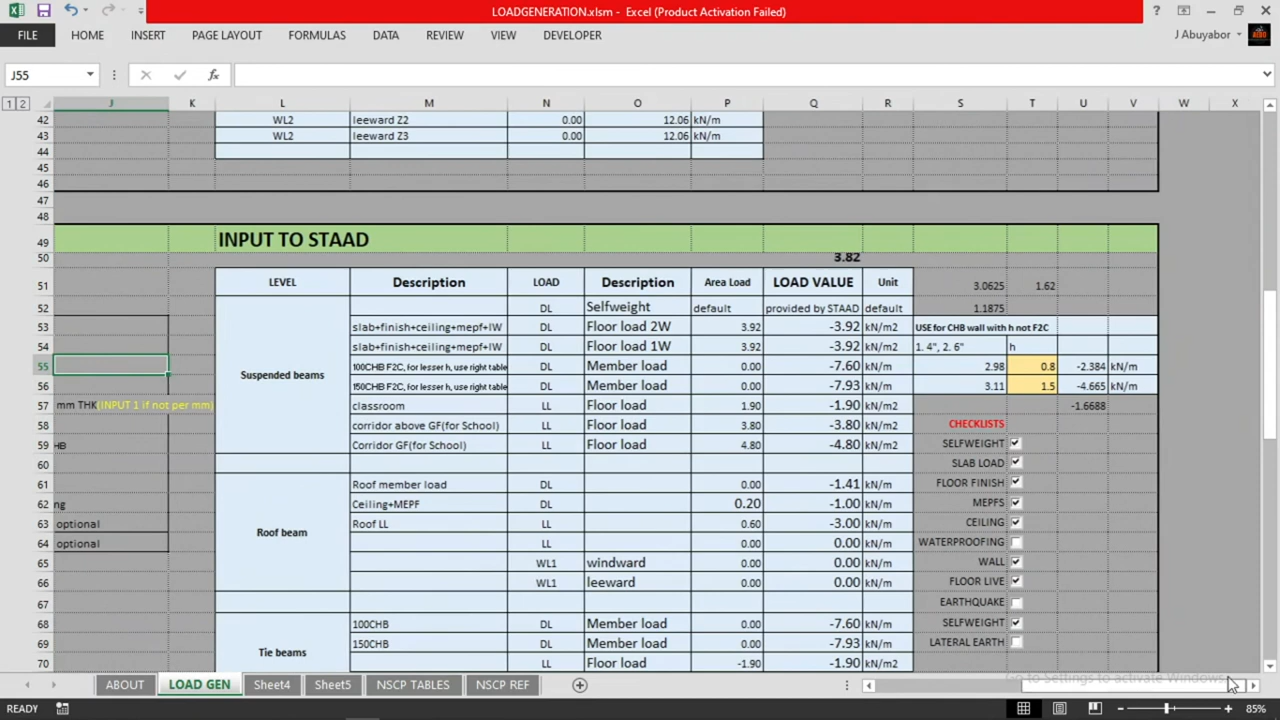 LOADGENERATION.xlsm - Excel (Product Activation Failed)
FILE HOME INSERT PAGE LAYOUT FORMULAS DATA REVIEW VIEW DEVELOPER J Abuyabor
J55
1 2 J K L M N O P Q R S T U V W X
42 WL2 leeward Z2 0.00 12.06 kN/m
43 WL2 leeward Z3 0.00 12.06 kN/m
44
45
46
47
48
49 INPUT TO STAAD
50 3.82
51 LEVEL Description LOAD Description Area Load LOAD VALUE Unit 3.0625 1.62
52 DL Selfweight default provided by STAAD default 1.1875
53 slab+finish+ceiling+mepf+IW DL Floor load 2W 3.92 -3.92 kN/m2 USE for CHB wall with h not F2C
54 slab+finish+ceiling+mepf+IW DL Floor load 1W 3.92 -3.92 kN/m2 1. 4", 2. 6" h
55 Suspended beams 100CHB F2C, for lesser h, use right table DL Member load 0.00 -7.60 kN/m 2.98 0.8 -2.384 kN/m
56 150CHB F2C, for lesser h, use right table DL Member load 0.00 -7.93 kN/m 3.11 1.5 -4.665 kN/m
57 mm THK(INPUT 1 if not per mm) classroom LL Floor load 1.90 -1.90 kN/m2 -1.6688
58 corridor above GF(for School) LL Floor load 3.80 -3.80 kN/m2 CHECKLISTS
59 HB Corridor GF(for School) LL Floor load 4.80 -4.80 kN/m2 SELFWEIGHT
60 SLAB LOAD
61 Roof member load DL 0.00 -1.41 kN/m FLOOR FINISH
62 ng Ceiling+MEPF DL 0.20 -1.00 kN/m MEPFS
63 optional Roof LL LL 0.60 -3.00 kN/m CEILING
64 optional Roof beam LL 0.00 0.00 kN/m WATERPROOFING
65 WL1 windward 0.00 0.00 kN/m WALL
66 WL1 leeward 0.00 0.00 kN/m FLOOR LIVE
67 EARTHQUAKE
68 100CHB DL Member load 0.00 -7.60 kN/m SELFWEIGHT
69 Tie beams 150CHB DL Member load 0.00 -7.93 kN/m LATERAL EARTH
70 LL Floor load -1.90 -1.90 kN/m2
Go to Settings to activate Windows.
ABOUT LOAD GEN Sheet4 Sheet5 NSCP TABLES NSCP REF
READY 85%